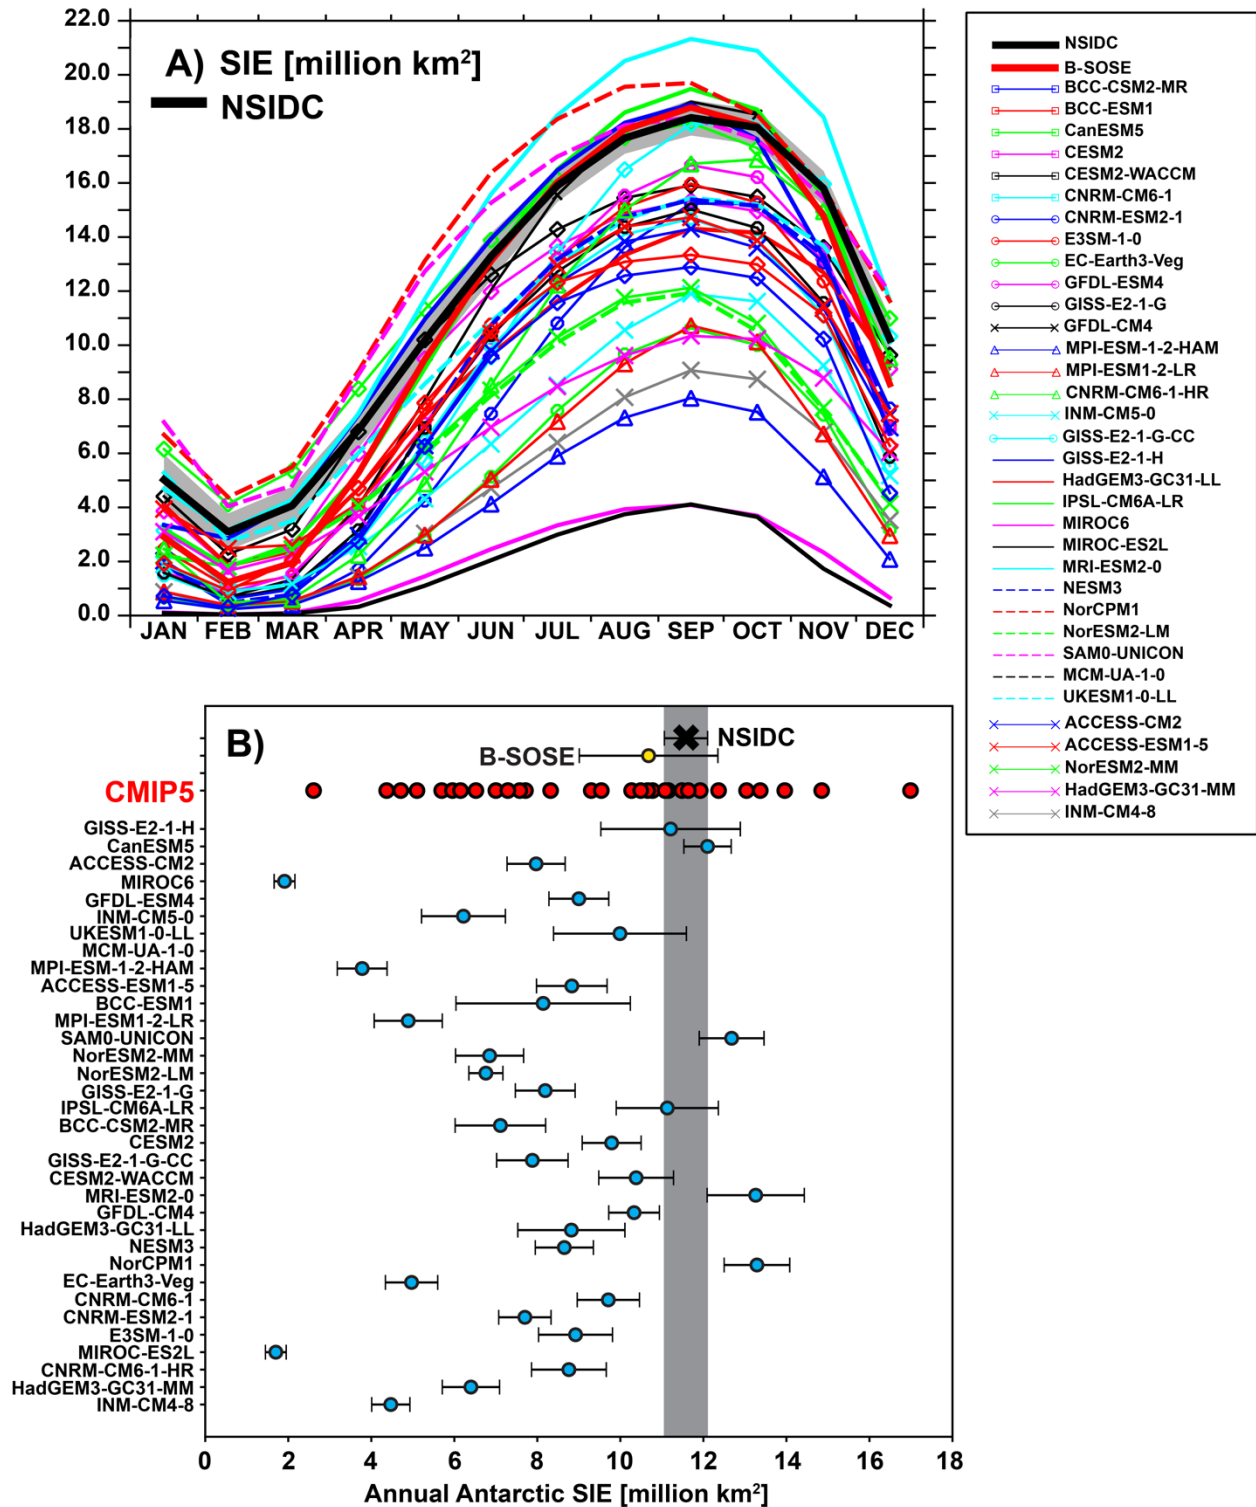 22.0
20.0
18.0
16.0
14.0
12.0
10.0
8.0
6.0
4.0
2.0
0.0
A) SIE [million km²]
NSIDC
JAN FEB MAR APR MAY JUN JUL AUG SEP OCT NOV DEC
NSIDC
B-SOSE
BCC-CSM2-MR
BCC-ESM1
CanESM5
CESM2
CESM2-WACCM
CNRM-CM6-1
CNRM-ESM2-1
E3SM-1-0
EC-Earth3-Veg
GFDL-ESM4
GISS-E2-1-G
GFDL-CM4
MPI-ESM-1-2-HAM
MPI-ESM1-2-LR
CNRM-CM6-1-HR
INM-CM5-0
GISS-E2-1-G-CC
GISS-E2-1-H
HadGEM3-GC31-LL
IPSL-CM6A-LR
MIROC6
MIROC-ES2L
MRI-ESM2-0
NESM3
NorCPM1
NorESM2-LM
SAM0-UNICON
MCM-UA-1-0
UKESM1-0-LL
ACCESS-CM2
ACCESS-ESM1-5
NorESM2-MM
HadGEM3-GC31-MM
INM-CM4-8
B)
NSIDC
B-SOSE
CMIP5
GISS-E2-1-H
CanESM5
ACCESS-CM2
MIROC6
GFDL-ESM4
INM-CM5-0
UKESM1-0-LL
MCM-UA-1-0
MPI-ESM-1-2-HAM
ACCESS-ESM1-5
BCC-ESM1
MPI-ESM1-2-LR
SAM0-UNICON
NorESM2-MM
NorESM2-LM
GISS-E2-1-G
IPSL-CM6A-LR
BCC-CSM2-MR
CESM2
GISS-E2-1-G-CC
CESM2-WACCM
MRI-ESM2-0
GFDL-CM4
HadGEM3-GC31-LL
NESM3
NorCPM1
EC-Earth3-Veg
CNRM-CM6-1
CNRM-ESM2-1
E3SM-1-0
MIROC-ES2L
CNRM-CM6-1-HR
HadGEM3-GC31-MM
INM-CM4-8
0 2 4 6 8 10 12 14 16 18
Annual Antarctic SIE [million km²]